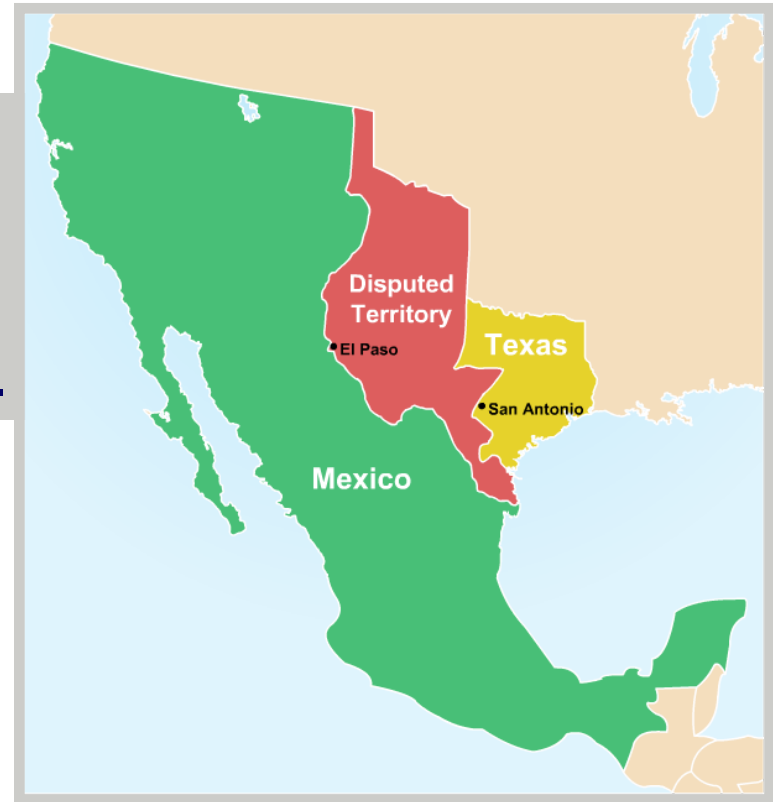 Disputed
Territory
El Paso
Texas
San Antonio
Mexico